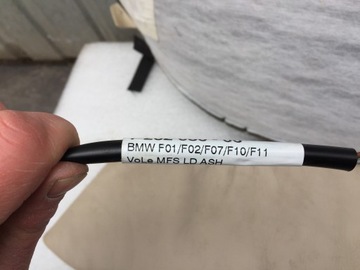 BMW F01/F02/F07/F10/F11
VoLe MFS LD ASH